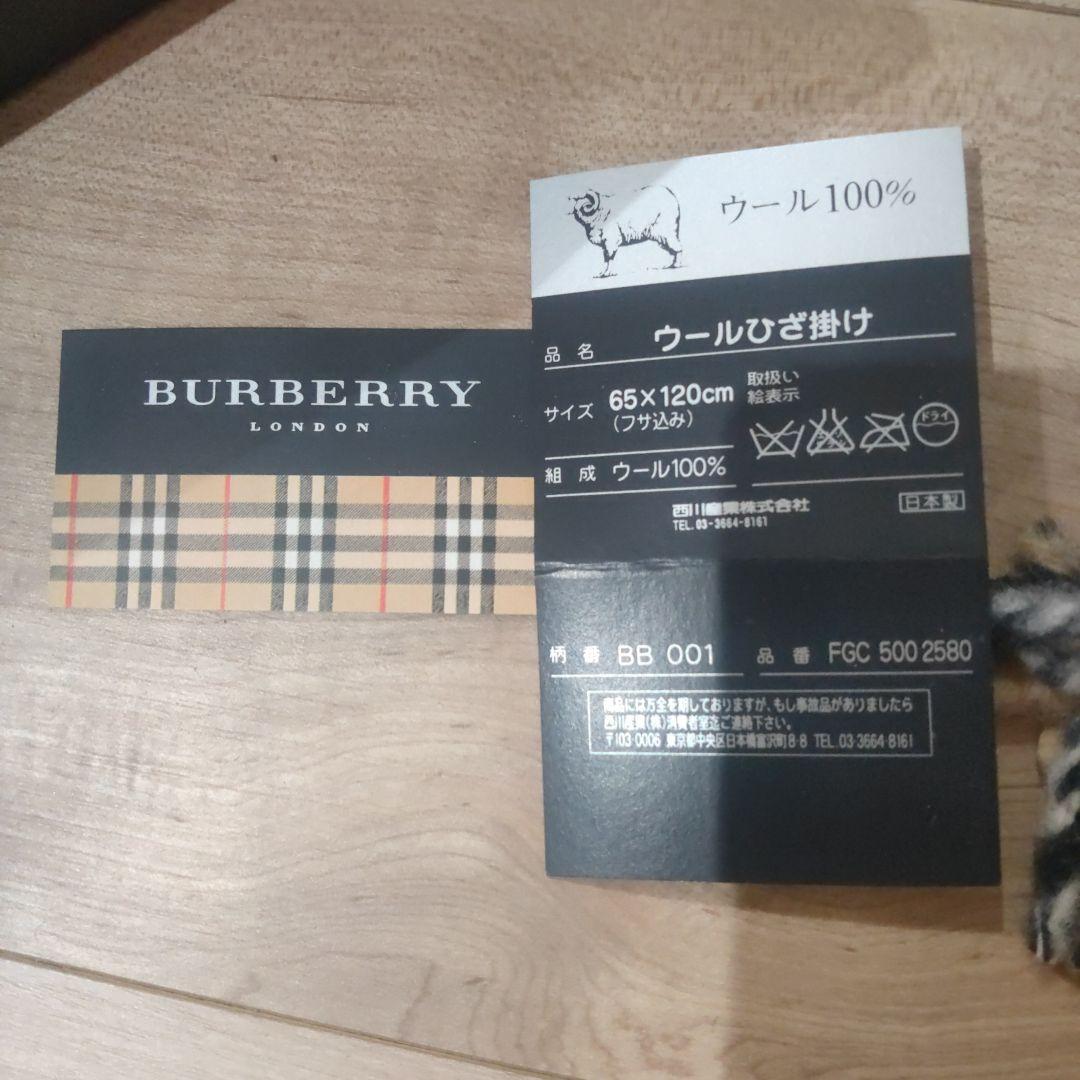 BURBERRY
LONDON
ウール100%
品名 ウールひざ掛け
サイズ 65×120cm
(フサ込み)
取扱い
絵表示
ドライ
組成 ウール100%
西川産業株式会社
TEL.03-3664-8161
日本製
柄番 BB 001 品番 FGC 500 2580
商品には万全を期しておりますが、もし事故品がありましたら
西川産業(株)消費者室迄ご連絡下さい。
〒103-0006 東京都中央区日本橋富沢町8-8 TEL.03-3664-8161